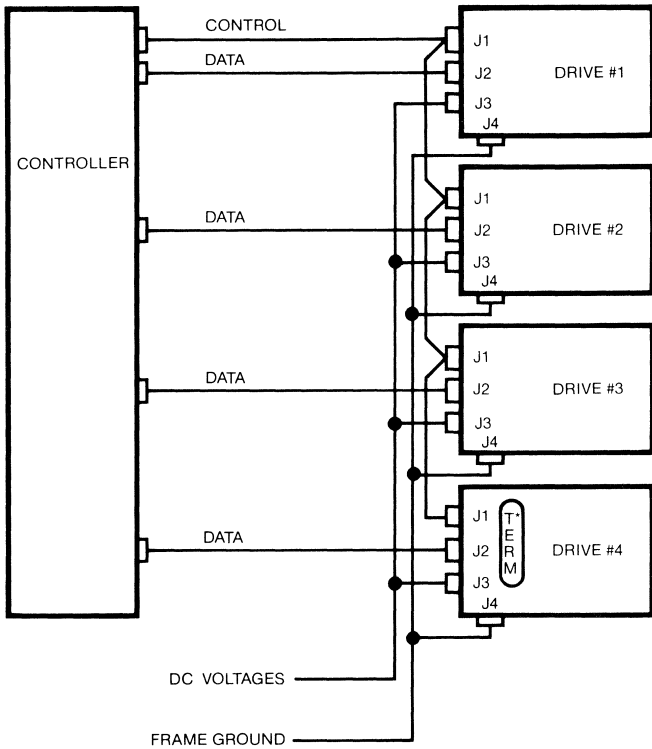 CONTROL
J1
DATA
J2
DRIVE #1
J3
J4
CONTROLLER
J1
DATA
J2
DRIVE #2
J3
J4
J1
DATA
J2
DRIVE #3
J3
J4
J1
T*
E
R
M
DATA
J2
DRIVE #4
J3
J4
DC VOLTAGES
FRAME GROUND